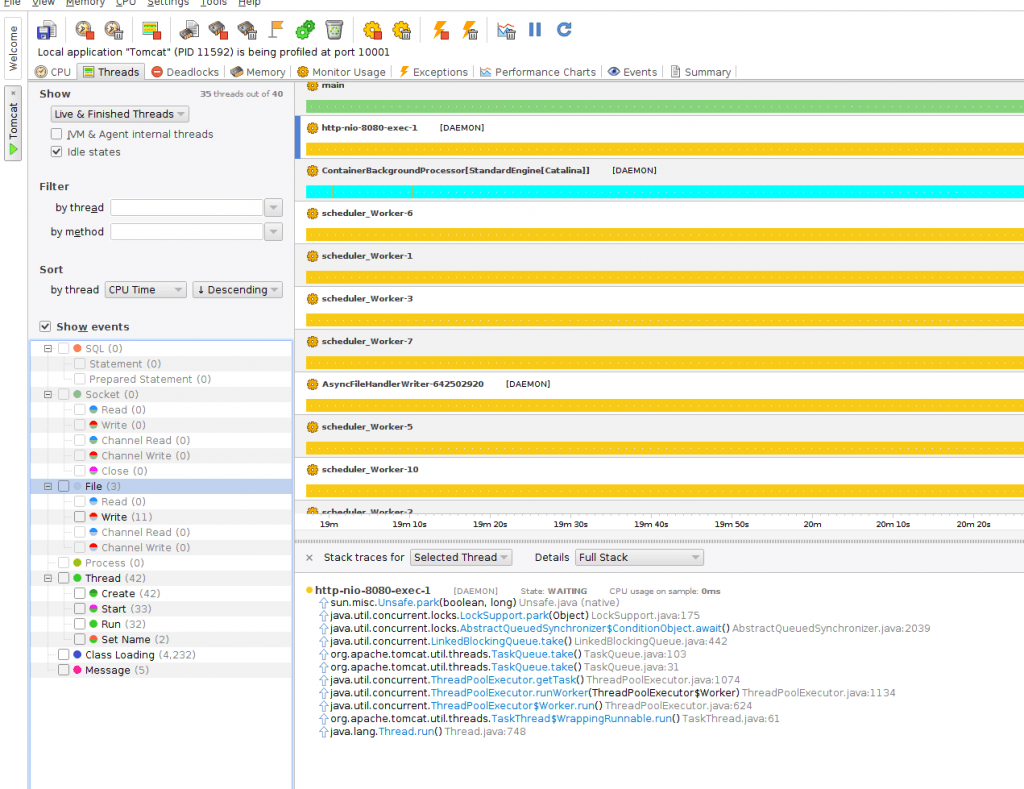 File View Memory CPU Settings Tools Help
Welcome
Tomcat
Local application "Tomcat" (PID 11592) is being profiled at port 10001
CPU Threads Deadlocks Memory Monitor Usage Exceptions Performance Charts Events Summary
Show 35 threads out of 40
Live & Finished Threads
JVM & Agent internal threads
Idle states
Filter
by thread
by method
Sort
by thread CPU Time ↓ Descending
Show events
SQL (0)
Statement (0)
Prepared Statement (0)
Socket (0)
Read (0)
Write (0)
Channel Read (0)
Channel Write (0)
Close (0)
File (3)
Read (0)
Write (11)
Channel Read (0)
Channel Write (0)
Process (0)
Thread (42)
Create (42)
Start (33)
Run (32)
Set Name (2)
Class Loading (4,232)
Message (5)
main
http-nio-8080-exec-1 [DAEMON]
ContainerBackgroundProcessor[StandardEngine[Catalina]] [DAEMON]
scheduler_Worker-6
scheduler_Worker-1
scheduler_Worker-3
scheduler_Worker-7
AsyncFileHandlerWriter-642502920 [DAEMON]
scheduler_Worker-5
scheduler_Worker-10
scheduler_Worker-2
19m 19m 10s 19m 20s 19m 30s 19m 40s 19m 50s 20m 20m 10s 20m 20s
Stack traces for Selected Thread Details Full Stack
http-nio-8080-exec-1 [DAEMON] State: WAITING CPU usage on sample: 0ms
sun.misc.Unsafe.park(boolean, long) Unsafe.java (native)
java.util.concurrent.locks.LockSupport.park(Object) LockSupport.java:175
java.util.concurrent.locks.AbstractQueuedSynchronizer$ConditionObject.await() AbstractQueuedSynchronizer.java:2039
java.util.concurrent.LinkedBlockingQueue.take() LinkedBlockingQueue.java:442
org.apache.tomcat.util.threads.TaskQueue.take() TaskQueue.java:103
org.apache.tomcat.util.threads.TaskQueue.take() TaskQueue.java:31
java.util.concurrent.ThreadPoolExecutor.getTask() ThreadPoolExecutor.java:1074
java.util.concurrent.ThreadPoolExecutor.runWorker(ThreadPoolExecutor$Worker) ThreadPoolExecutor.java:1134
java.util.concurrent.ThreadPoolExecutor$Worker.run() ThreadPoolExecutor.java:624
org.apache.tomcat.util.threads.TaskThread$WrappingRunnable.run() TaskThread.java:61
java.lang.Thread.run() Thread.java:748